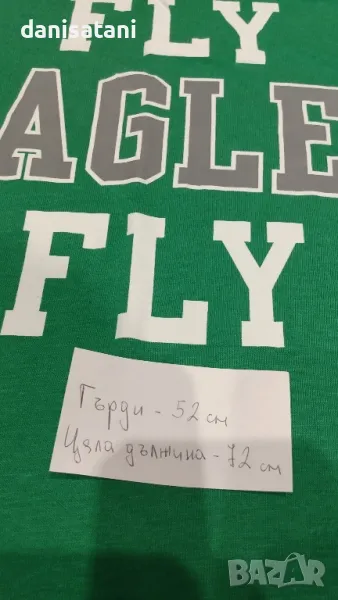 danisatani
FLY
AGLE
FLY
Гърди - 52 см
Цяла дължина - 72 см
BAZAR